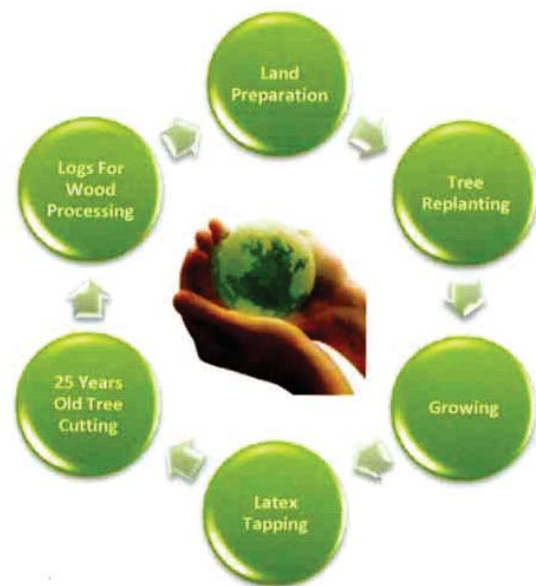 Land
Preparation
Tree
Replanting
Growing
Latex
Tapping
25 Years
Old Tree
Cutting
Logs For
Wood
Processing